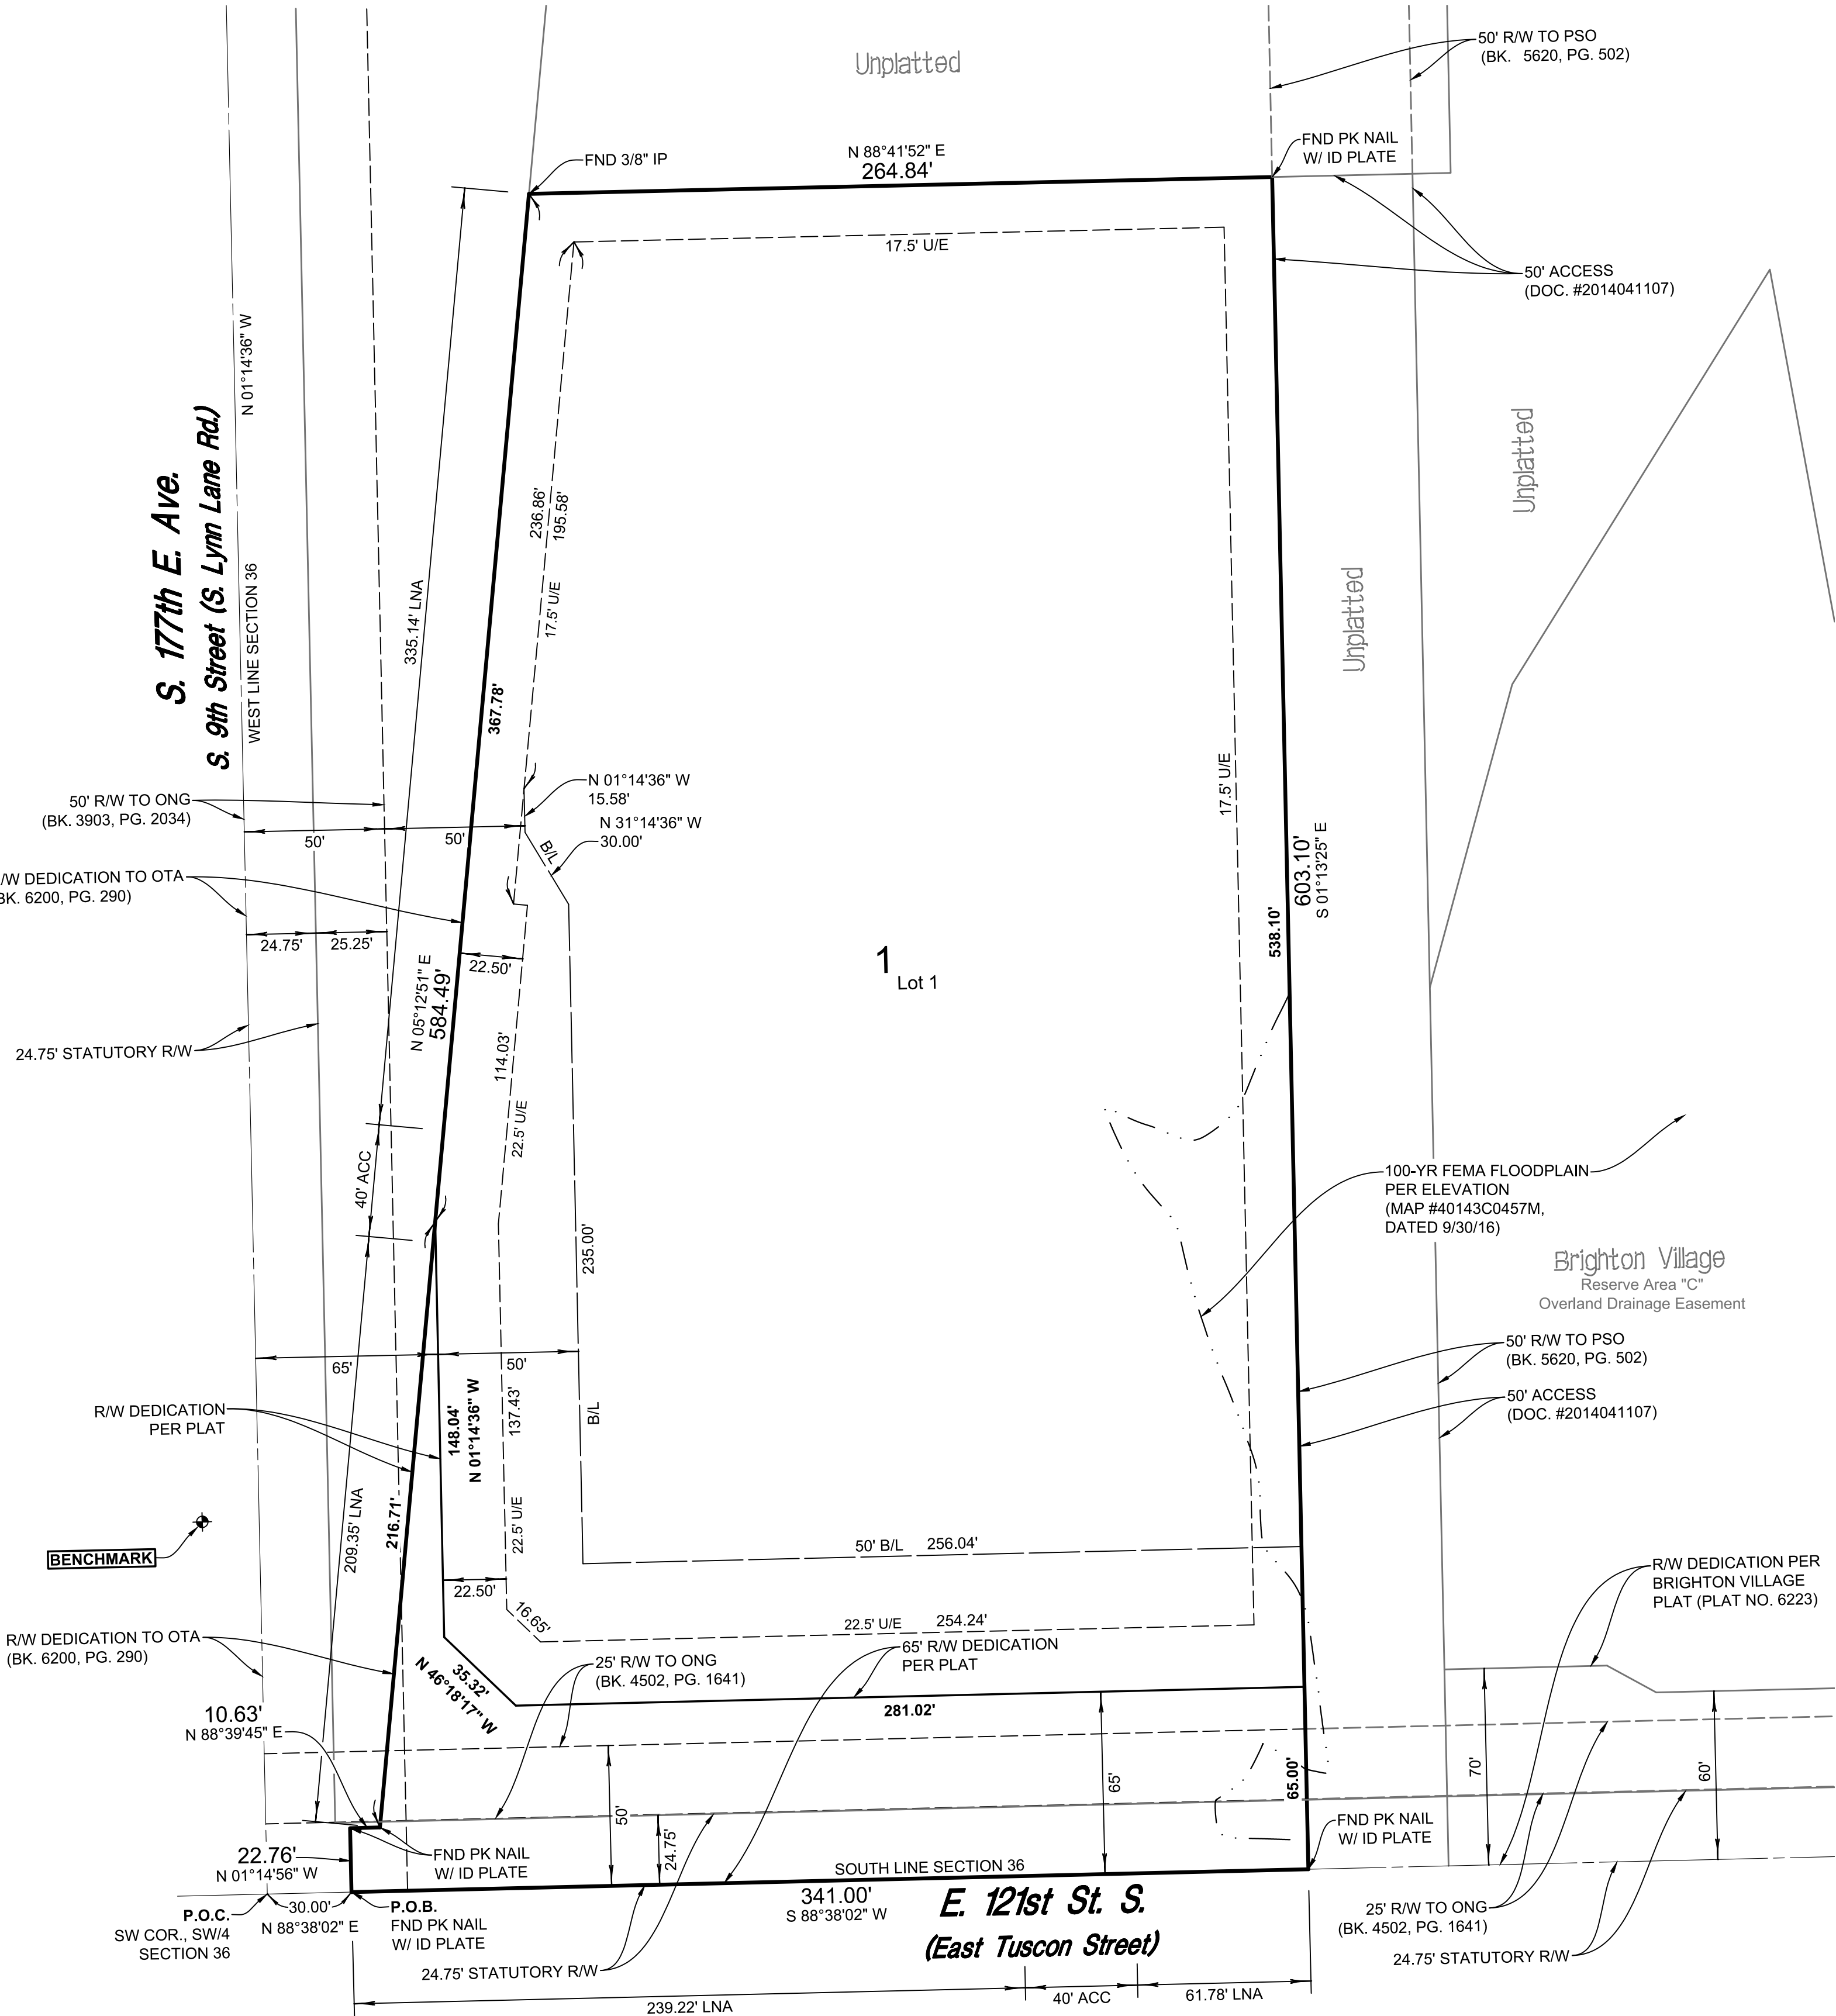 Unplatted
50' R/W TO PSO
(BK. 5620, PG. 502)
FND 3/8" IP
N 88°41'52" E
264.84'
FND PK NAIL
W/ ID PLATE
17.5' U/E
50' ACCESS
(DOC. #2014041107)
N 01°14'36" W
S. 177th E. Ave.
S. 9th Street (S. Lynn Lane Rd.)
WEST LINE SECTION 36
335.14' LNA
367.78'
236.86'
195.58'
17.5' U/E
Unplatted
Unplatted
17.5' U/E
N 01°14'36" W
15.58'
N 31°14'36" W
30.00'
B/L
50' R/W TO ONG
(BK. 3903, PG. 2034)
50'
50'
603.10'
S 01°13'25" E
538.10'
/W DEDICATION TO OTA
BK. 6200, PG. 290)
24.75'
25.25'
22.50'
N 05°12'51" E
584.49'
1
Lot 1
24.75' STATUTORY R/W
114.03'
22.5' U/E
40' ACC
235.00'
100-YR FEMA FLOODPLAIN
PER ELEVATION
(MAP #40143C0457M,
DATED 9/30/16)
Brighton Village
Reserve Area "C"
Overland Drainage Easement
65'
50'
50' R/W TO PSO
(BK. 5620, PG. 502)
50' ACCESS
(DOC. #2014041107)
R/W DEDICATION
PER PLAT
148.04'
N 01°14'36" W
137.43'
B/L
22.5' U/E
209.35' LNA
216.71'
BENCHMARK
50' B/L 256.04'
22.50'
16.65'
22.5' U/E 254.24'
R/W DEDICATION PER
BRIGHTON VILLAGE
PLAT (PLAT NO. 6223)
R/W DEDICATION TO OTA
(BK. 6200, PG. 290)
35.32'
N 46°18'17" W
25' R/W TO ONG
(BK. 4502, PG. 1641)
65' R/W DEDICATION
PER PLAT
281.02'
10.63'
N 88°39'45" E
50'
24.75'
65'
65.00'
70'
60'
22.76'
N 01°14'56" W
FND PK NAIL
W/ ID PLATE
FND PK NAIL
W/ ID PLATE
SOUTH LINE SECTION 36
341.00'
S 88°38'02" W
E. 121st St. S.
(East Tuscon Street)
P.O.C.
SW COR., SW/4
SECTION 36
30.00'
N 88°38'02" E
P.O.B.
FND PK NAIL
W/ ID PLATE
24.75' STATUTORY R/W
25' R/W TO ONG
(BK. 4502, PG. 1641)
24.75' STATUTORY R/W
239.22' LNA
40' ACC
61.78' LNA